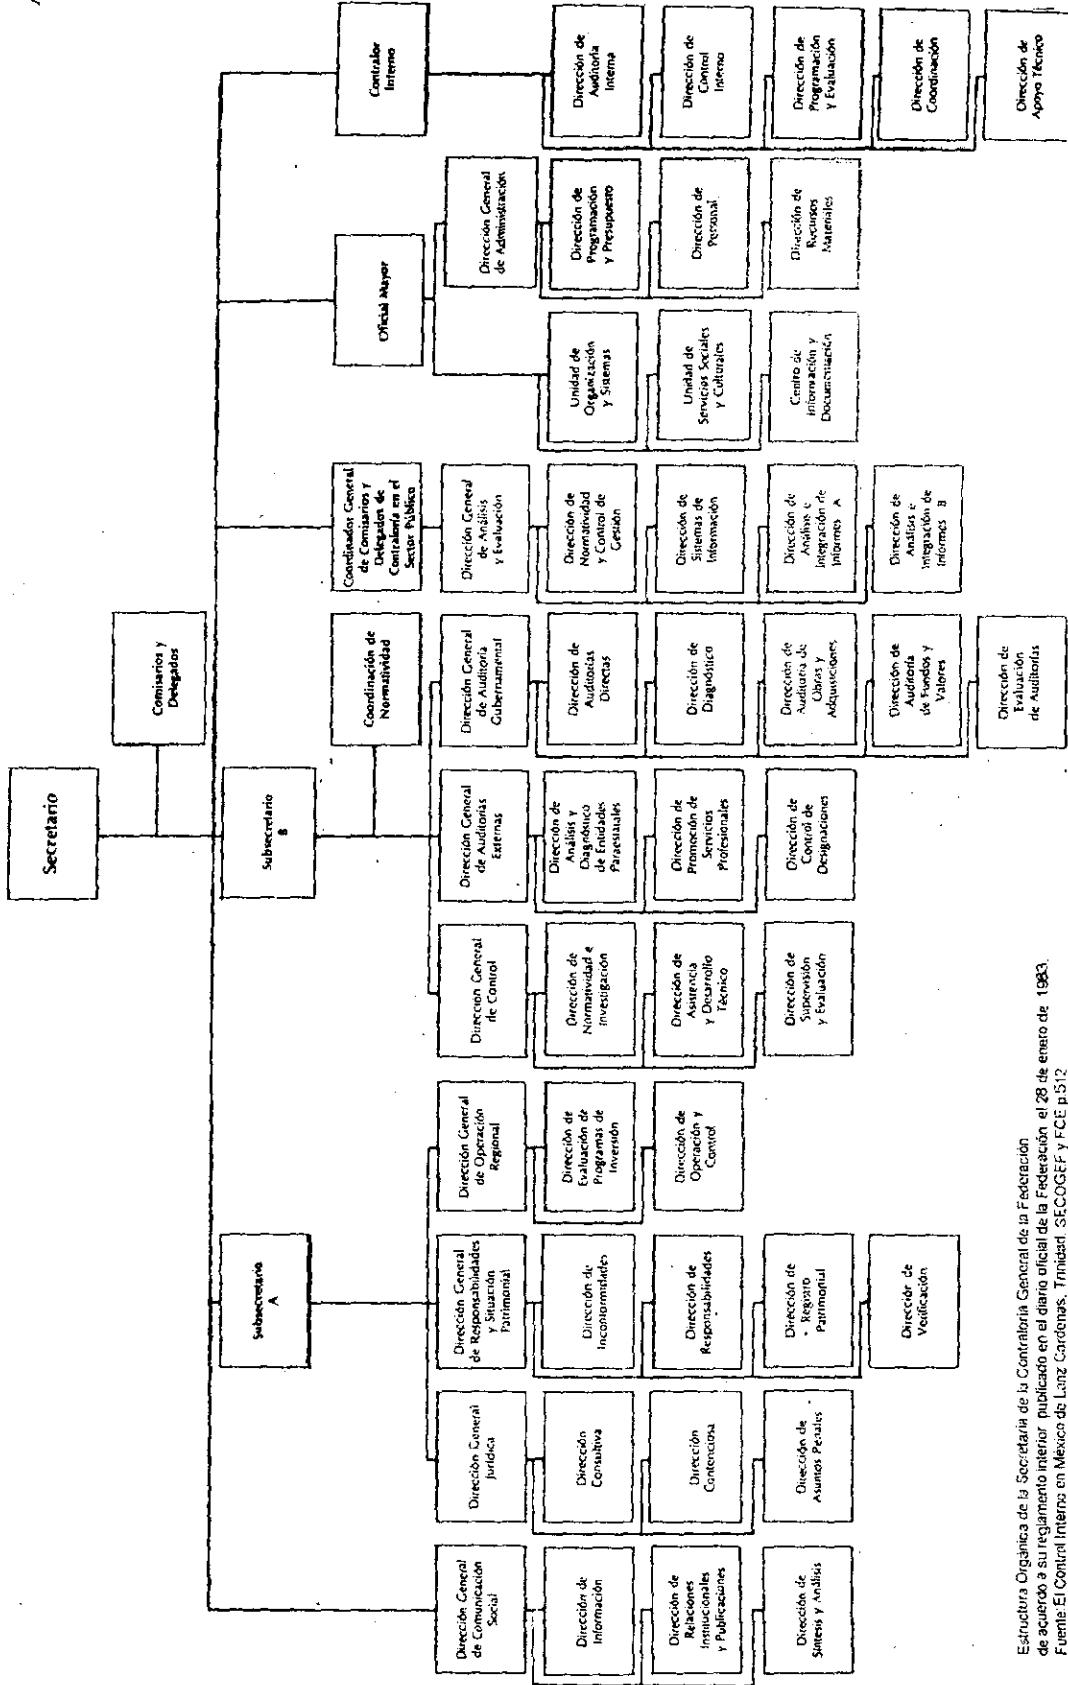 Secretario
Comisarios y
Delegados
Subsecretario
A
Subsecretario
B
Coordinación de
Normatividad
Coordinador General
de Comisarios y
Delegados de
Contraloría en el
Sector Público
Oficial Mayor
Contralor
Interno
Dirección General
de Comunicación
Social
Dirección de
Información
Dirección de
Relaciones
Institucionales
y Publicaciones
Dirección de
Síntesis y Análisis
Dirección General
Jurídica
Dirección
Consultiva
Dirección
Contenciosa
Dirección de
Asuntos Penales
Dirección General
de Responsabilidades
y Situación
Patrimonial
Dirección de
Inconformidades
Dirección de
Responsabilidades
Dirección de
Registro
Patrimonial
Dirección de
Verificación
Dirección General
de Operación
Regional
Dirección de
Evaluación de
Programas de
Inversión
Dirección de
Operación y
Control
Dirección General
de Control
Dirección de
Normatividad e
Investigación
Dirección de
Asistencia
y Desarrollo
Técnico
Dirección de
Supervisión
y Evaluación
Dirección General
de Auditorías
Externas
Dirección de
Análisis y
Diagnóstico
de Entidades
Paraestatales
Dirección de
Promoción de
Servicios
Profesionales
Dirección de
Control de
Designaciones
Dirección General
de Auditoría
Gubernamental
Dirección de
Auditorías
Directas
Dirección de
Diagnóstico
Dirección de
Auditoría de
Obras y
Adquisiciones
Dirección de
Auditoría
de Fundos y
Valores
Dirección de
Evaluación
de Auditorías
Dirección General
de Análisis
y Evaluación
Dirección de
Normatividad
y Control de
Gestión
Dirección de
Sistemas de
Información
Dirección de
Análisis e
Integración de
Informes A
Dirección de
Análisis e
Integración de
Informes B
Unidad de
Organización
y Sistemas
Unidad de
Servicios Sociales
y Culturales
Centro de
Información y
Documentación
Dirección General
de Administración
Dirección de
Programación
y Presupuesto
Dirección de
Personal
Dirección de
Recursos
Materiales
Dirección de
Auditoría
Interna
Dirección de
Control
Interno
Dirección de
Programación
y Evaluación
Dirección de
Coordinación
Dirección de
Apoyo Técnico
Estructura Orgánica de la Secretaría de la Contraloría General de la Federación
de acuerdo a su reglamento interior publicado en el diario oficial de la Federación el 28 de enero de 1983.
Fuente: El Control Interno en México de Lanz Cardenas, Trinidad. SECOGEF y FCE p.512